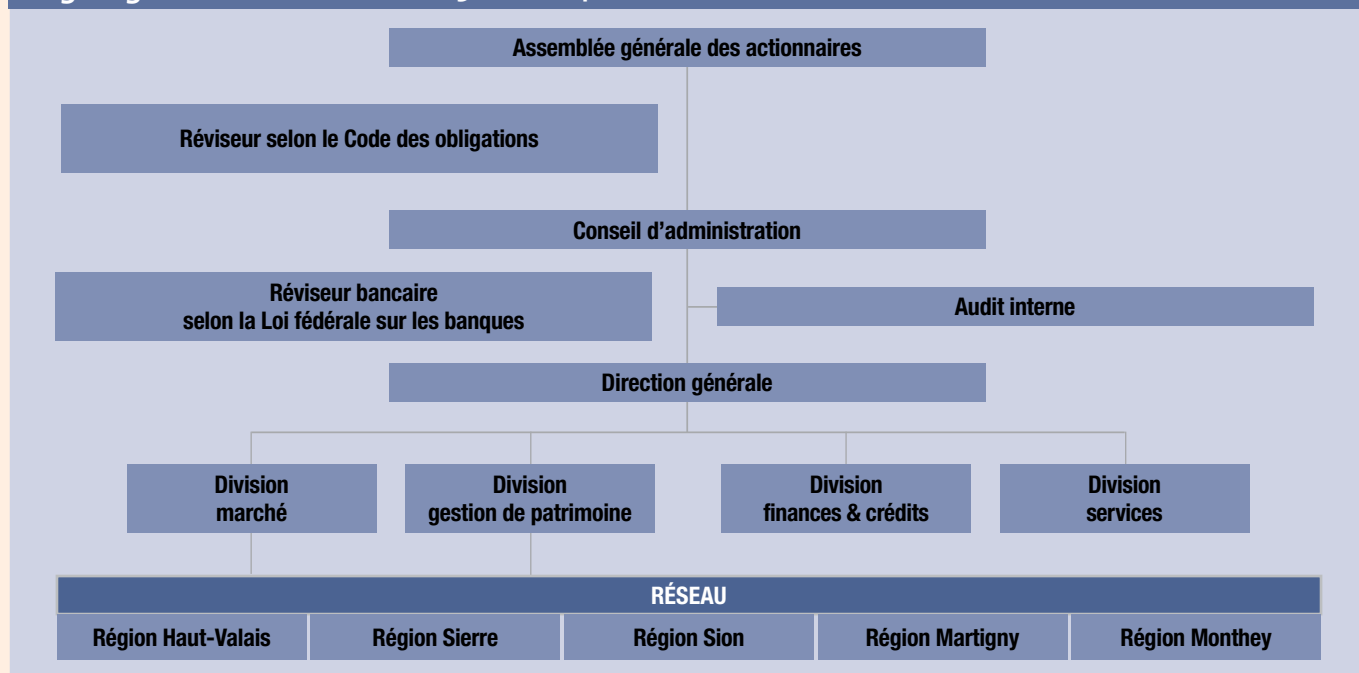 Assemblée générale des actionnaires
Réviseur selon le Code des obligations
Conseil d’administration
Réviseur bancaire
selon la Loi fédérale sur les banques
Audit interne
Direction générale
Division
marché
Division
gestion de patrimoine
Division
finances & crédits
Division
services
RÉSEAU
Région Haut-Valais
Région Sierre
Région Sion
Région Martigny
Région Monthey